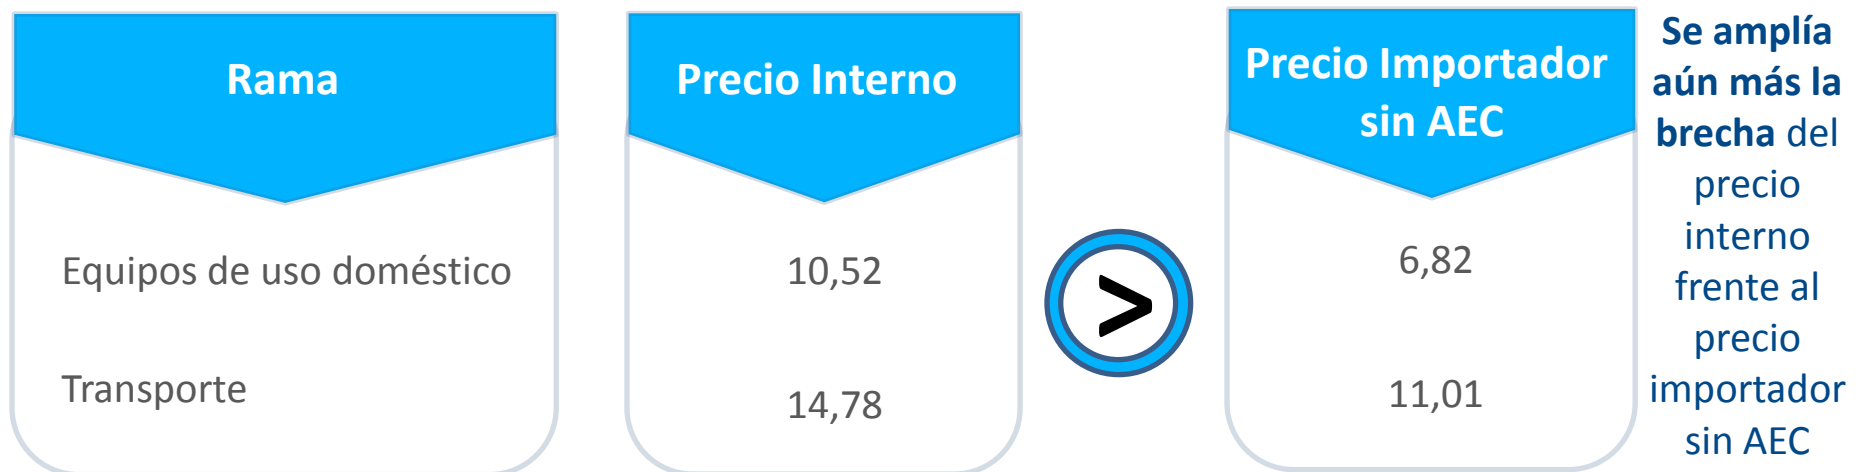 Rama
Precio Interno
Precio Importador
sin AEC
Equipos de uso doméstico
10,52
>
6,82
Transporte
14,78
11,01
Se amplía
aún más la
brecha del
precio
interno
frente al
precio
importador
sin AEC